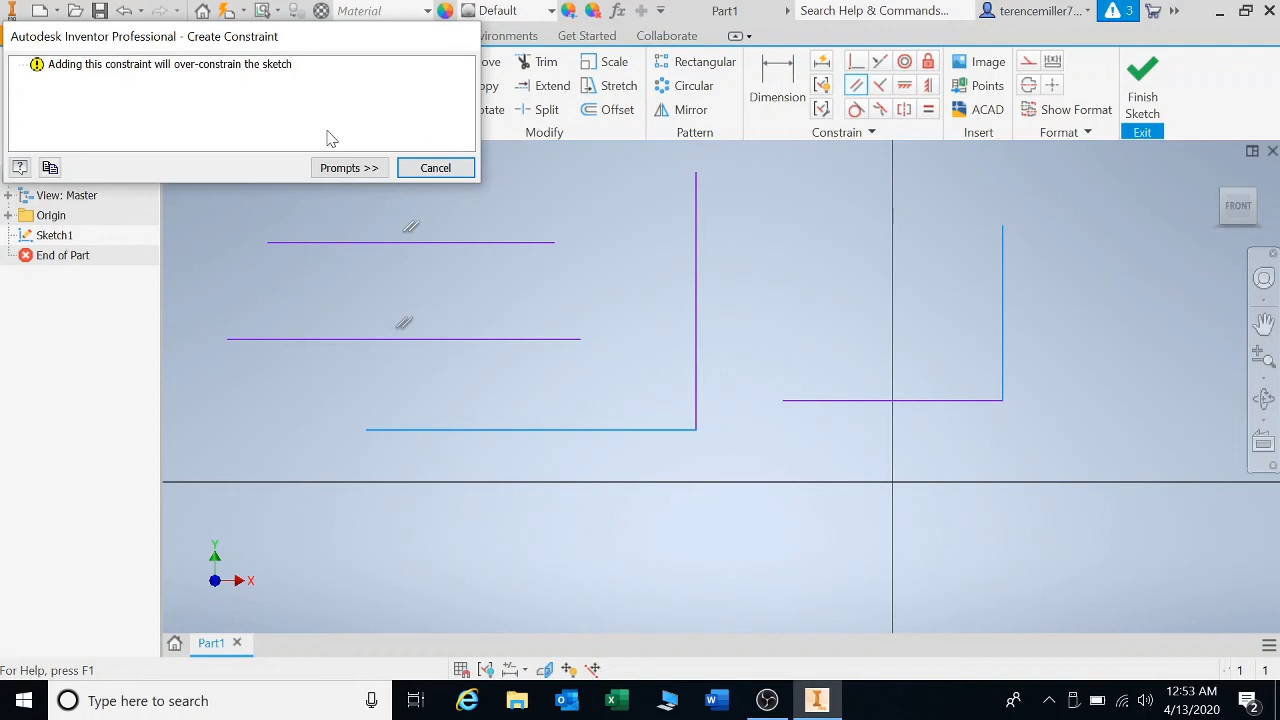 PRO
Material
Default
Part1
Search Help & Commands...
terencemiller7...
3
Autodesk Inventor Professional - Create Constraint
vironments
Get Started
Collaborate
Adding this constraint will over-constrain the sketch
ove
Trim
Scale
Rectangular
Image
opy
Extend
Stretch
Circular
Points
otate
Split
Offset
Mirror
ACAD
Show Format
Dimension
Finish
Sketch
Modify
Pattern
Constrain
Insert
Format
Exit
Prompts >>
Cancel
View: Master
Origin
Sketch1
End of Part
FRONT
Y
X
Part1
For Help, press F1
1
1
Type here to search
12:53 AM
4/13/2020
2